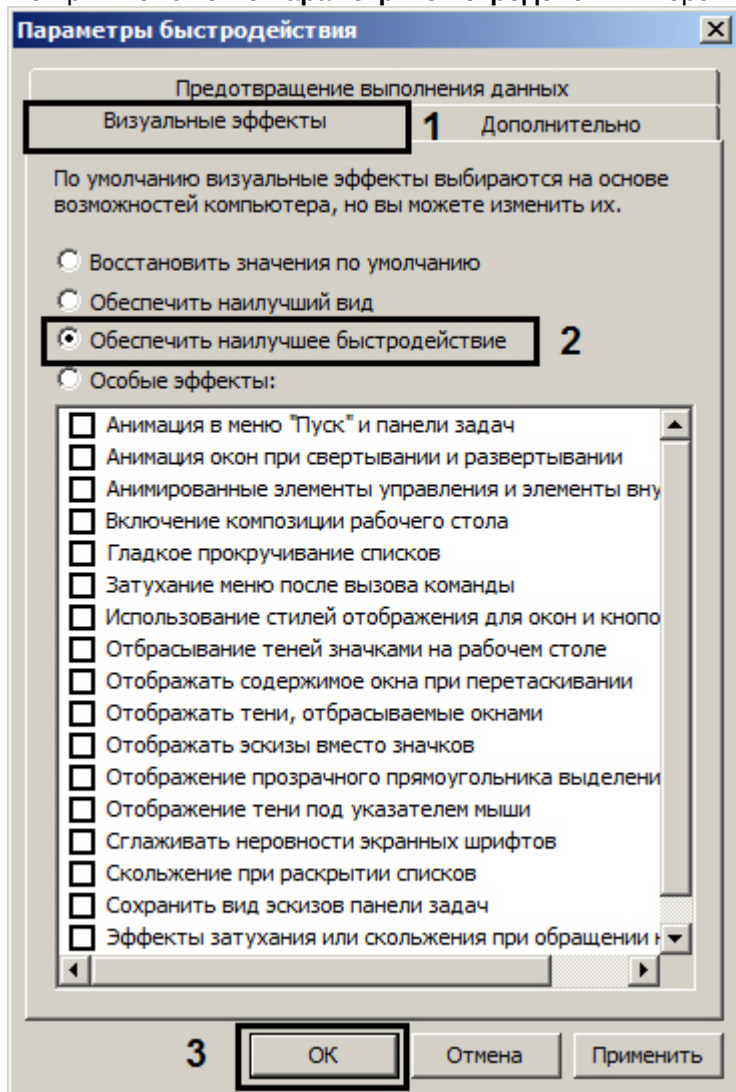 Параметры быстродействия
Предотвращение выполнения данных
Визуальные эффекты 1 Дополнительно
По умолчанию визуальные эффекты выбираются на основе
возможностей компьютера, но вы можете изменить их.
Восстановить значения по умолчанию
Обеспечить наилучший вид
Обеспечить наилучшее быстродействие 2
Особые эффекты:
Анимация в меню "Пуск" и панели задач
Анимация окон при свертывании и развертывании
Анимированные элементы управления и элементы вну
Включение композиции рабочего стола
Гладкое прокручивание списков
Затухание меню после вызова команды
Использование стилей отображения для окон и кнопо
Отбрасывание теней значками на рабочем столе
Отображать содержимое окна при перетаскивании
Отображать тени, отбрасываемые окнами
Отображать эскизы вместо значков
Отображение прозрачного прямоугольника выделени
Отображение тени под указателем мыши
Сглаживать неровности экранных шрифтов
Скольжение при раскрытии списков
Сохранить вид эскизов панели задач
Эффекты затухания или скольжения при обращении к
3 ОК Отмена Применить